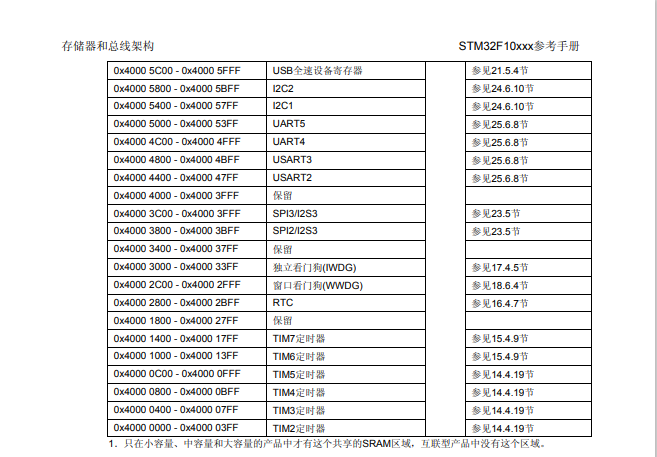 存储器和总线架构 STM32F10xxx参考手册
0x4000 5C00 - 0x4000 5FFF USB全速设备寄存器 参见21.5.4节
0x4000 5800 - 0x4000 5BFF I2C2 参见24.6.10节
0x4000 5400 - 0x4000 57FF I2C1 参见24.6.10节
0x4000 5000 - 0x4000 53FF UART5 参见25.6.8节
0x4000 4C00 - 0x4000 4FFF UART4 参见25.6.8节
0x4000 4800 - 0x4000 4BFF USART3 参见25.6.8节
0x4000 4400 - 0x4000 47FF USART2 参见25.6.8节
0x4000 4000 - 0x4000 3FFF 保留
0x4000 3C00 - 0x4000 3FFF SPI3/I2S3 参见23.5节
0x4000 3800 - 0x4000 3BFF SPI2/I2S3 参见23.5节
0x4000 3400 - 0x4000 37FF 保留
0x4000 3000 - 0x4000 33FF 独立看门狗(IWDG) 参见17.4.5节
0x4000 2C00 - 0x4000 2FFF 窗口看门狗(WWDG) 参见18.6.4节
0x4000 2800 - 0x4000 2BFF RTC 参见16.4.7节
0x4000 1800 - 0x4000 27FF 保留
0x4000 1400 - 0x4000 17FF TIM7定时器 参见15.4.9节
0x4000 1000 - 0x4000 13FF TIM6定时器 参见15.4.9节
0x4000 0C00 - 0x4000 0FFF TIM5定时器 参见14.4.19节
0x4000 0800 - 0x4000 0BFF TIM4定时器 参见14.4.19节
0x4000 0400 - 0x4000 07FF TIM3定时器 参见14.4.19节
0x4000 0000 - 0x4000 03FF TIM2定时器 参见14.4.19节
1. 只在小容量、中容量和大容量的产品中才有这个共享的SRAM区域，互联型产品中没有这个区域。